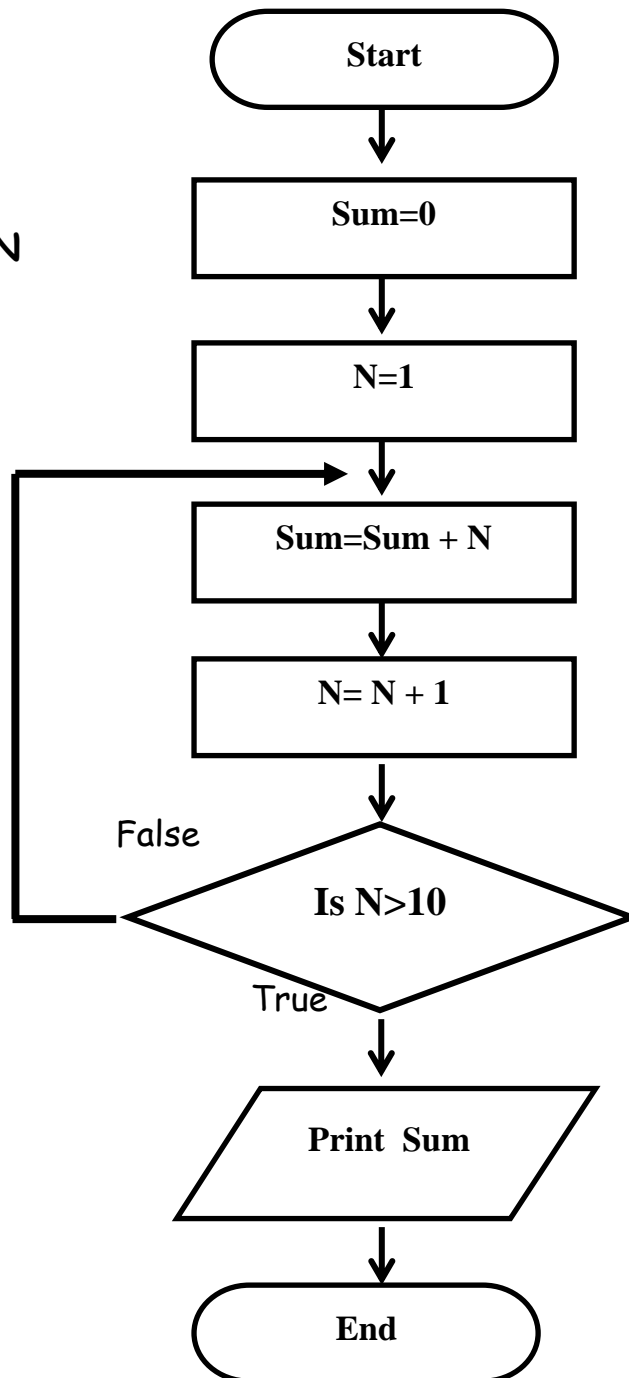 Start
Sum=0
N=1
Sum=Sum + N
N= N + 1
False
Is N>10
True
Print Sum
End